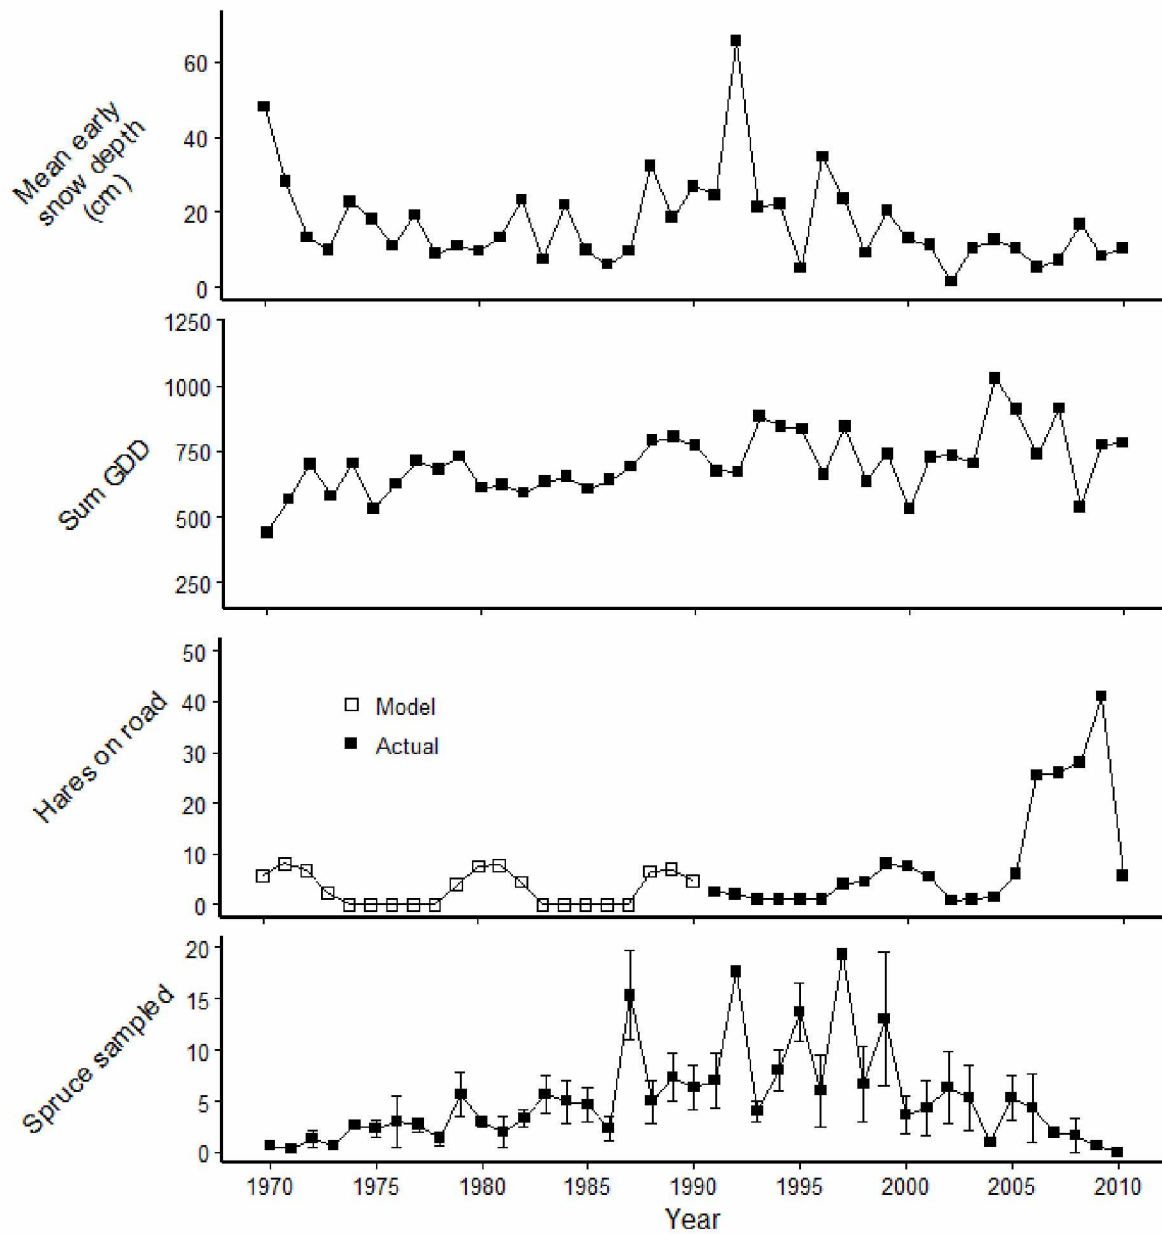 Mean early
snow depth
(cm)
60
40
20
0
Sum GDD
1250
1000
750
500
250
Hares on road
50
40
30
20
10
0
Model
Actual
Spruce sampled
20
15
10
5
0
1970 1975 1980 1985 1990 1995 2000 2005 2010
Year